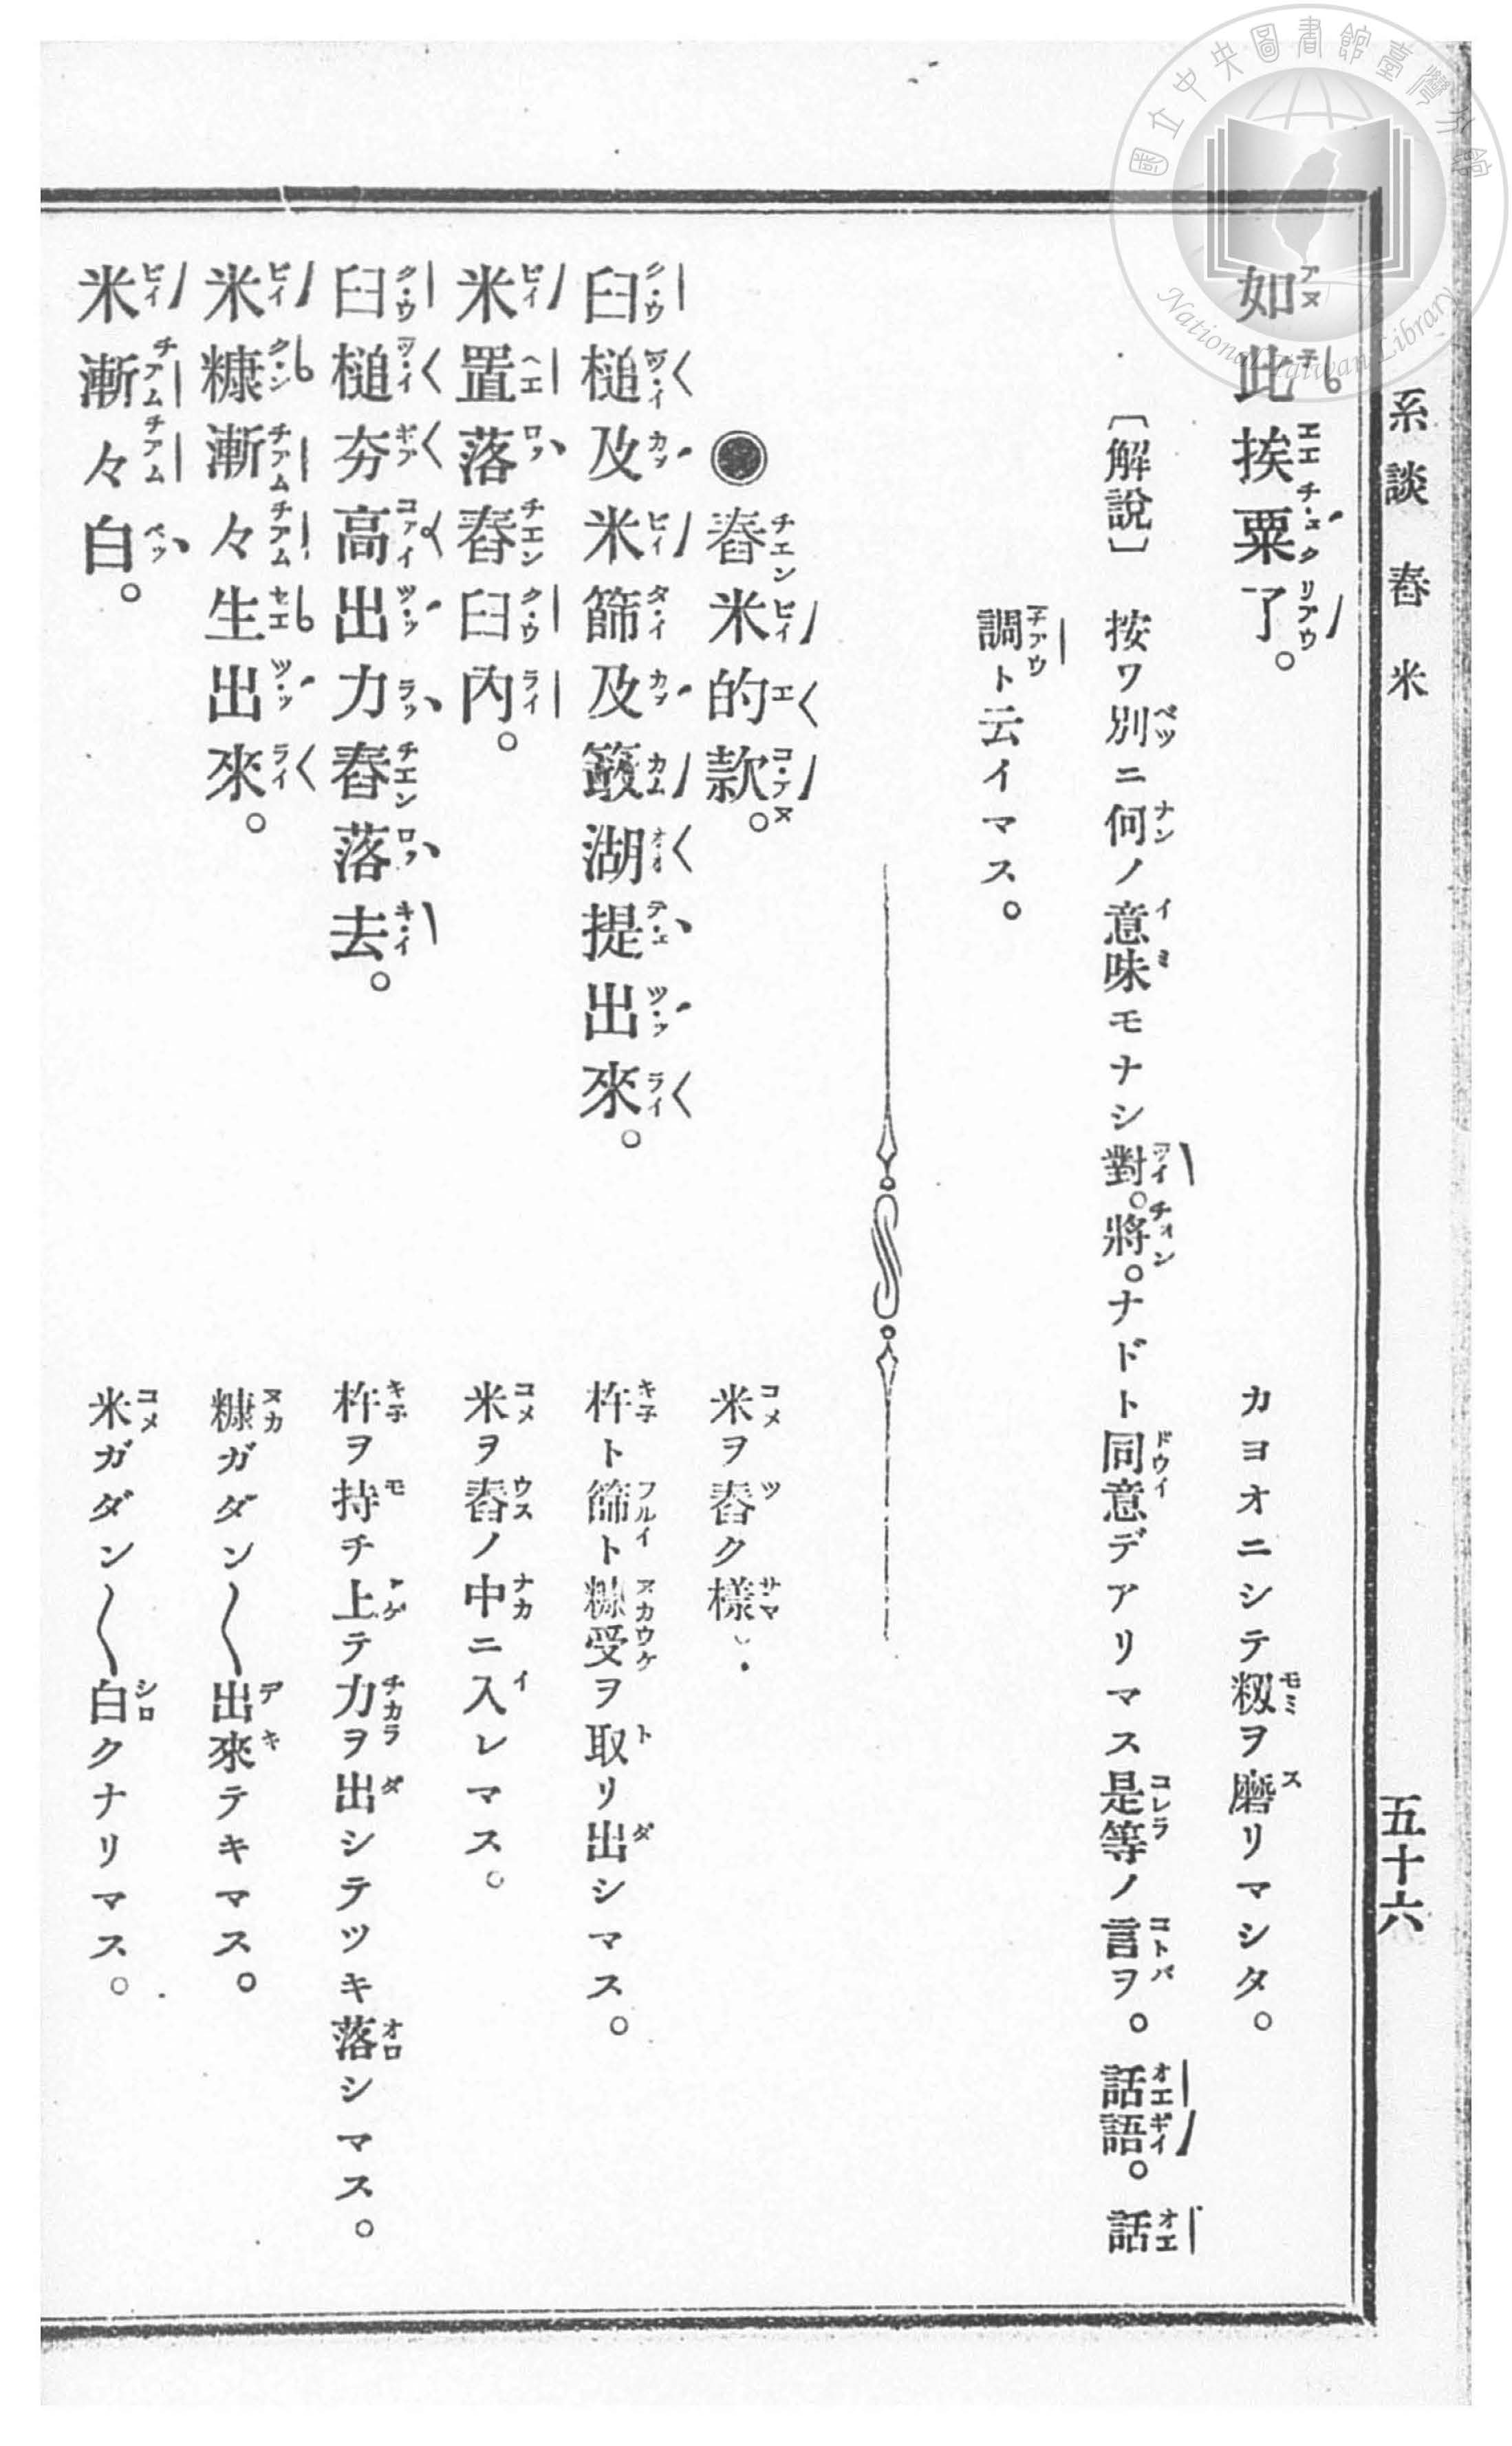 系談 舂米
五十六
如此挨粟了。
カヨオニシテ籾ヲ磨リマシタ。
〔解說〕 按ワ別ニ何ノ意味モナシ對。將。ナドト同意デアリマス是等ノ言ヲ。話語。話
調ト云イマス。
舂米的款。
米ヲ舂ク樣
臼槌及米篩及簸湖提出來。
杵ト篩ト糠受ヲ取リ出シマス。
米置落舂臼內。
米ヲ舂ノ中ニ入レマス。
臼槌夯高出力舂落去。
杵ヲ持チ上テ力ヲ出シテツキ落シマス。
米糠漸々生出來。
糠ガダン〱出來テキマス。
米漸々白。
米ガダン〱白クナリマス。
國立中央圖書館臺灣分館
National Taiwan Library